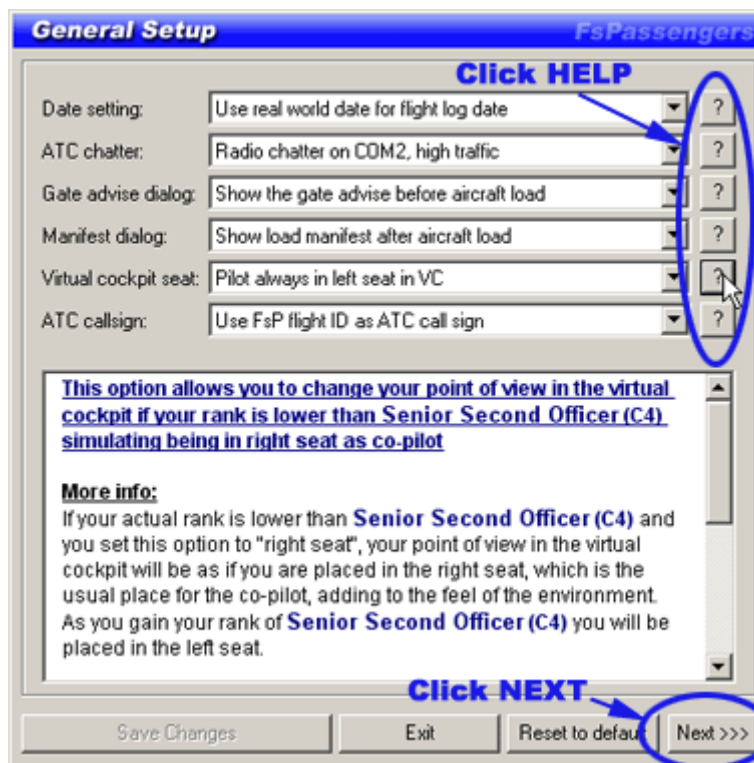 General Setup FsPassengers
Click HELP
Date setting: Use real world date for flight log date ?
ATC chatter: Radio chatter on COM2, high traffic ?
Gate advise dialog: Show the gate advise before aircraft load ?
Manifest dialog: Show load manifest after aircraft load ?
Virtual cockpit seat: Pilot always in left seat in VC ?
ATC callsign: Use FsP flight ID as ATC call sign ?
This option allows you to change your point of view in the virtual
cockpit if your rank is lower than Senior Second Officer (C4)
simulating being in right seat as co-pilot
More info:
If your actual rank is lower than Senior Second Officer (C4) and
you set this option to "right seat", your point of view in the virtual
cockpit will be as if you are placed in the right seat, which is the
usual place for the co-pilot, adding to the feel of the environment.
As you gain your rank of Senior Second Officer (C4) you will be
placed in the left seat.
Click NEXT
Save Changes Exit Reset to default Next >>>